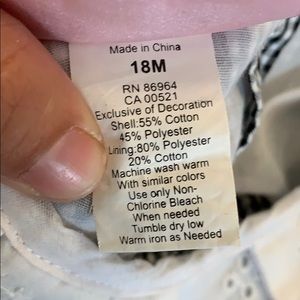 Made in China
18M
RN 86964
CA 00521
Exclusive of Decoration
Shell:55% Cotton
45% Polyester
Lining:80% Polyester
20% Cotton
Machine wash warm
With similar colors
Use only Non-
Chlorine Bleach
When needed
Tumble dry low
Warm iron as Needed